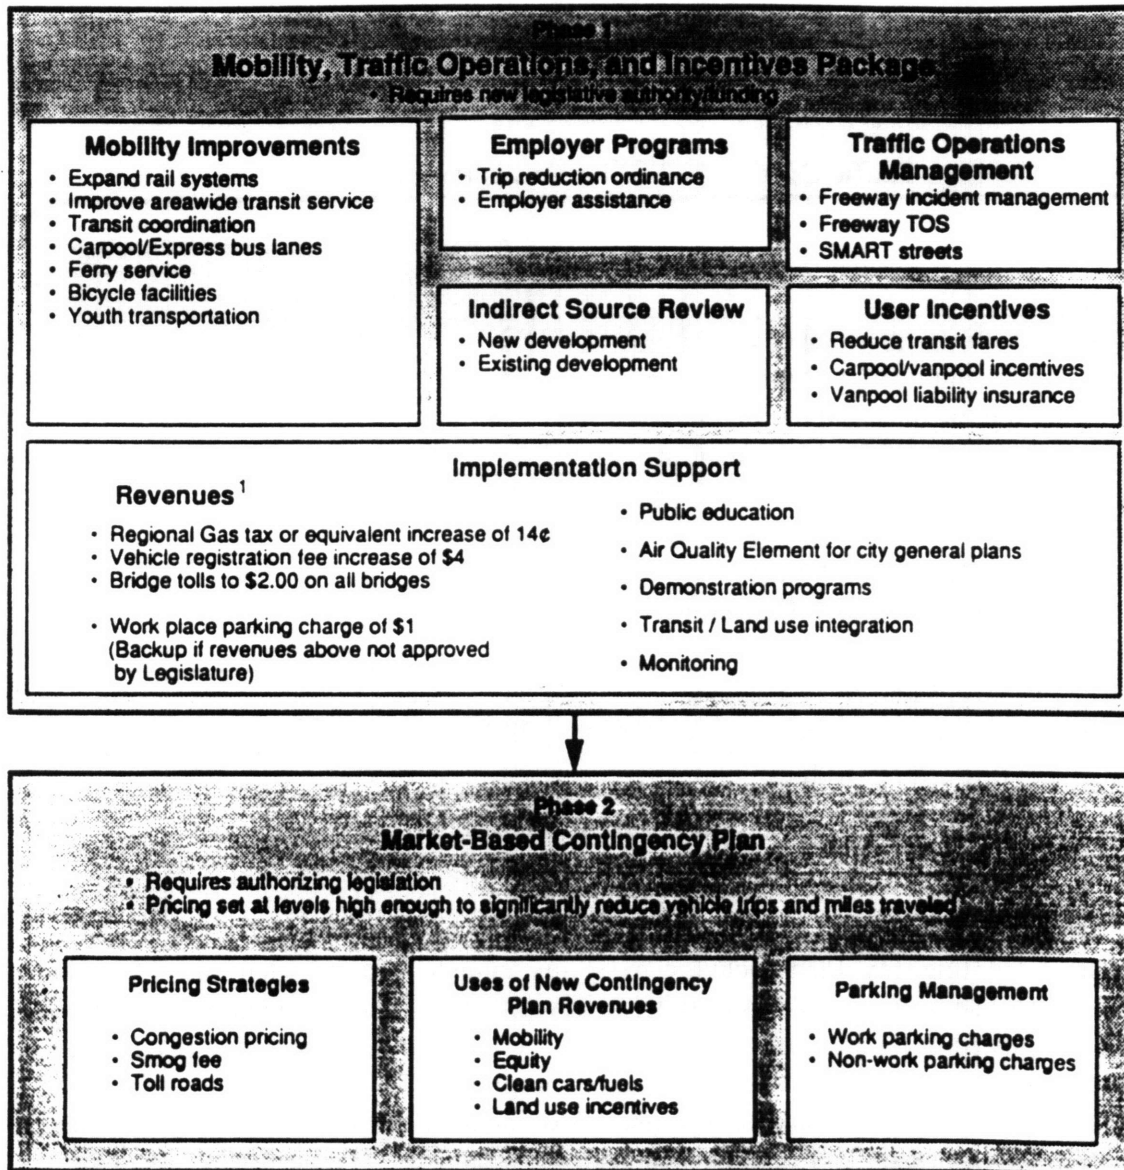 Phase 1
Mobility, Traffic Operations, and Incentives Package
• Requires new legislative authority/funding
Mobility Improvements
• Expand rail systems
• Improve areawide transit service
• Transit coordination
• Carpool/Express bus lanes
• Ferry service
• Bicycle facilities
• Youth transportation
Employer Programs
• Trip reduction ordinance
• Employer assistance
Traffic Operations
Management
• Freeway incident management
• Freeway TOS
• SMART streets
Indirect Source Review
• New development
• Existing development
User Incentives
• Reduce transit fares
• Carpool/vanpool incentives
• Vanpool liability insurance
Implementation Support
Revenues 1
• Regional Gas tax or equivalent increase of 14¢
• Vehicle registration fee increase of $4
• Bridge tolls to $2.00 on all bridges
• Work place parking charge of $1
(Backup if revenues above not approved
by Legislature)
• Public education
• Air Quality Element for city general plans
• Demonstration programs
• Transit / Land use integration
• Monitoring
Phase 2
Market-Based Contingency Plan
• Requires authorizing legislation
• Pricing set at levels high enough to significantly reduce vehicle trips and miles traveled
Pricing Strategies
• Congestion pricing
• Smog fee
• Toll roads
Uses of New Contingency
Plan Revenues
• Mobility
• Equity
• Clean cars/fuels
• Land use incentives
Parking Management
• Work parking charges
• Non-work parking charges